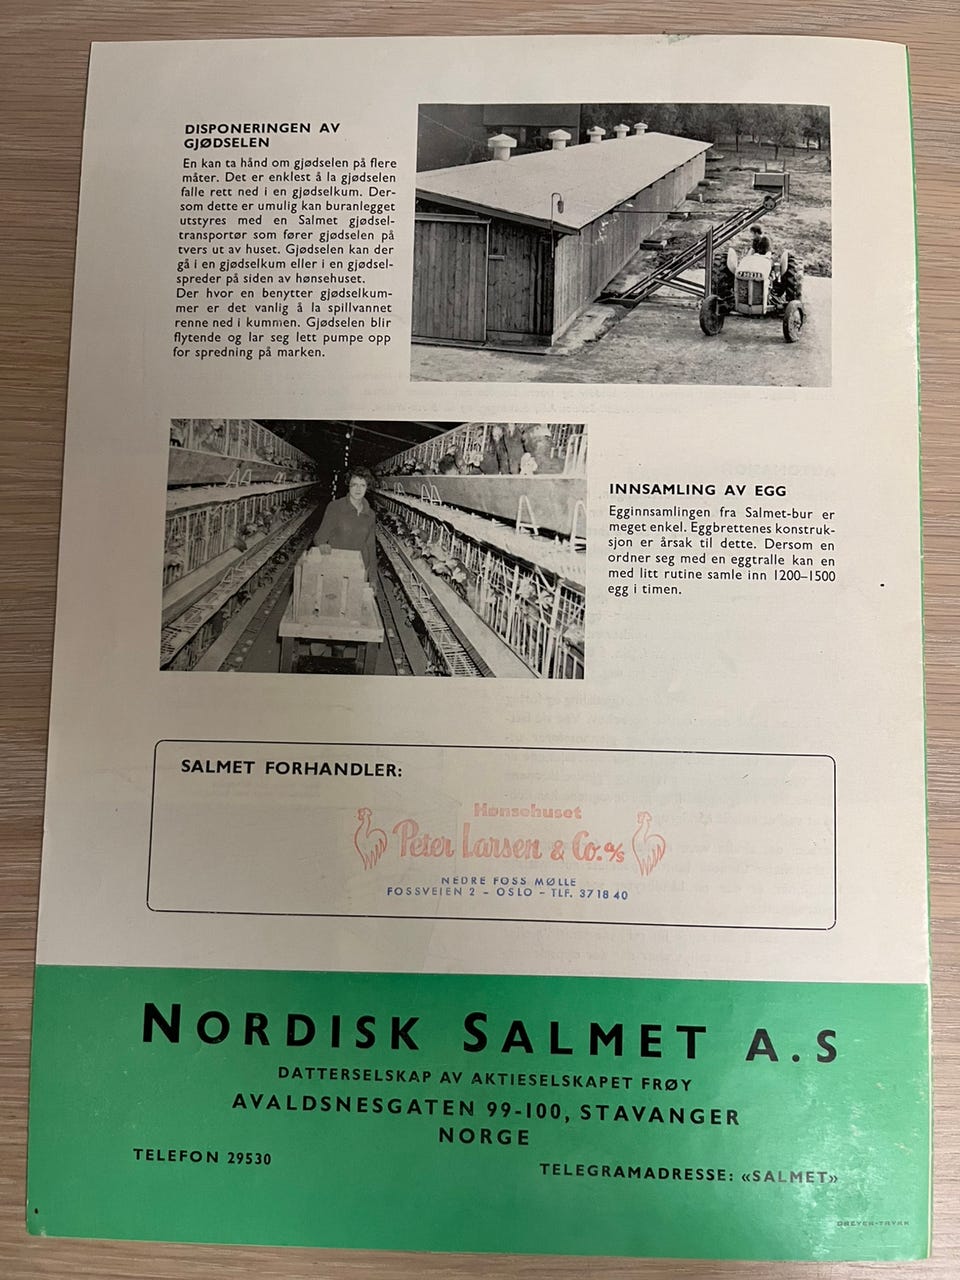 DISPONERINGEN AV
GJØDSELEN
En kan ta hånd om gjødselen på flere
måter. Det er enklest å la gjødselen
falle rett ned i en gjødselkum. Der-
som dette er umulig kan buranlegget
utstyres med en Salmet gjødsel-
transportør som fører gjødselen på
tvers ut av huset. Gjødselen kan der
gå i en gjødselkum eller i en gjødsel-
spreder på siden av hønsehuset.
Der hvor en benytter gjødselkum-
mer er det vanlig å la spillvannet
renne ned i kummen. Gjødselen blir
flytende og lar seg lett pumpe opp
for spredning på marken.
INNSAMLING AV EGG
Egginnsamlingen fra Salmet-bur er
meget enkel. Eggbrettenes konstruk-
sjon er årsak til dette. Dersom en
ordner seg med en eggtralle kan en
med litt rutine samle inn 1200–1500
egg i timen.
SALMET FORHANDLER:
Hønsehuset
Peter Larsen & Co. a/s
NEDRE FOSS MØLLE
FOSSVEIEN 2 – OSLO – TLF. 37 18 40
NORDISK SALMET A.S
DATTERSELSKAP AV AKTIESELSKAPET FRØY
AVALDSNESGATEN 99-100, STAVANGER
NORGE
TELEFON 29530
TELEGRAMADRESSE: «SALMET»
DREYER-TRYKK